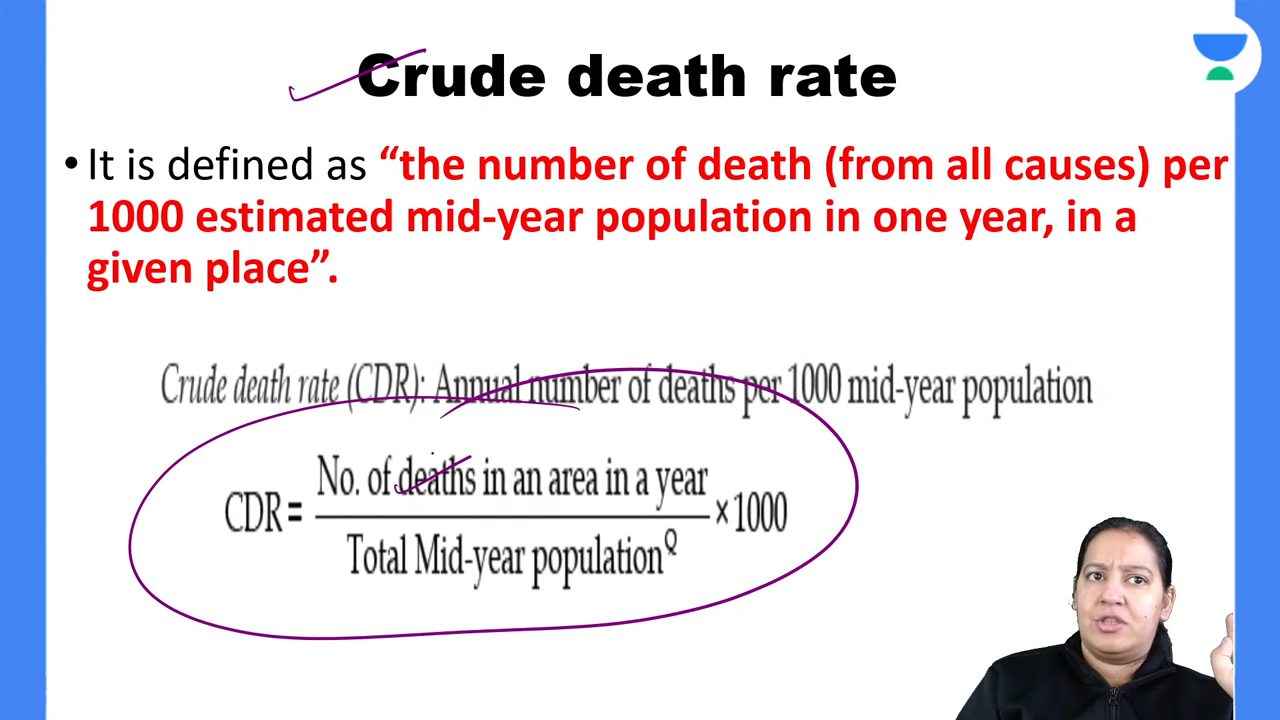 Crude death rate
• It is defined as “the number of death (from all causes) per
1000 estimated mid-year population in one year, in a
given place”.
Crude death rate (CDR): Annual number of deaths per 1000 mid-year population
No. of deaths in an area in a year
CDR = × 1000
Total Mid-year population^Q